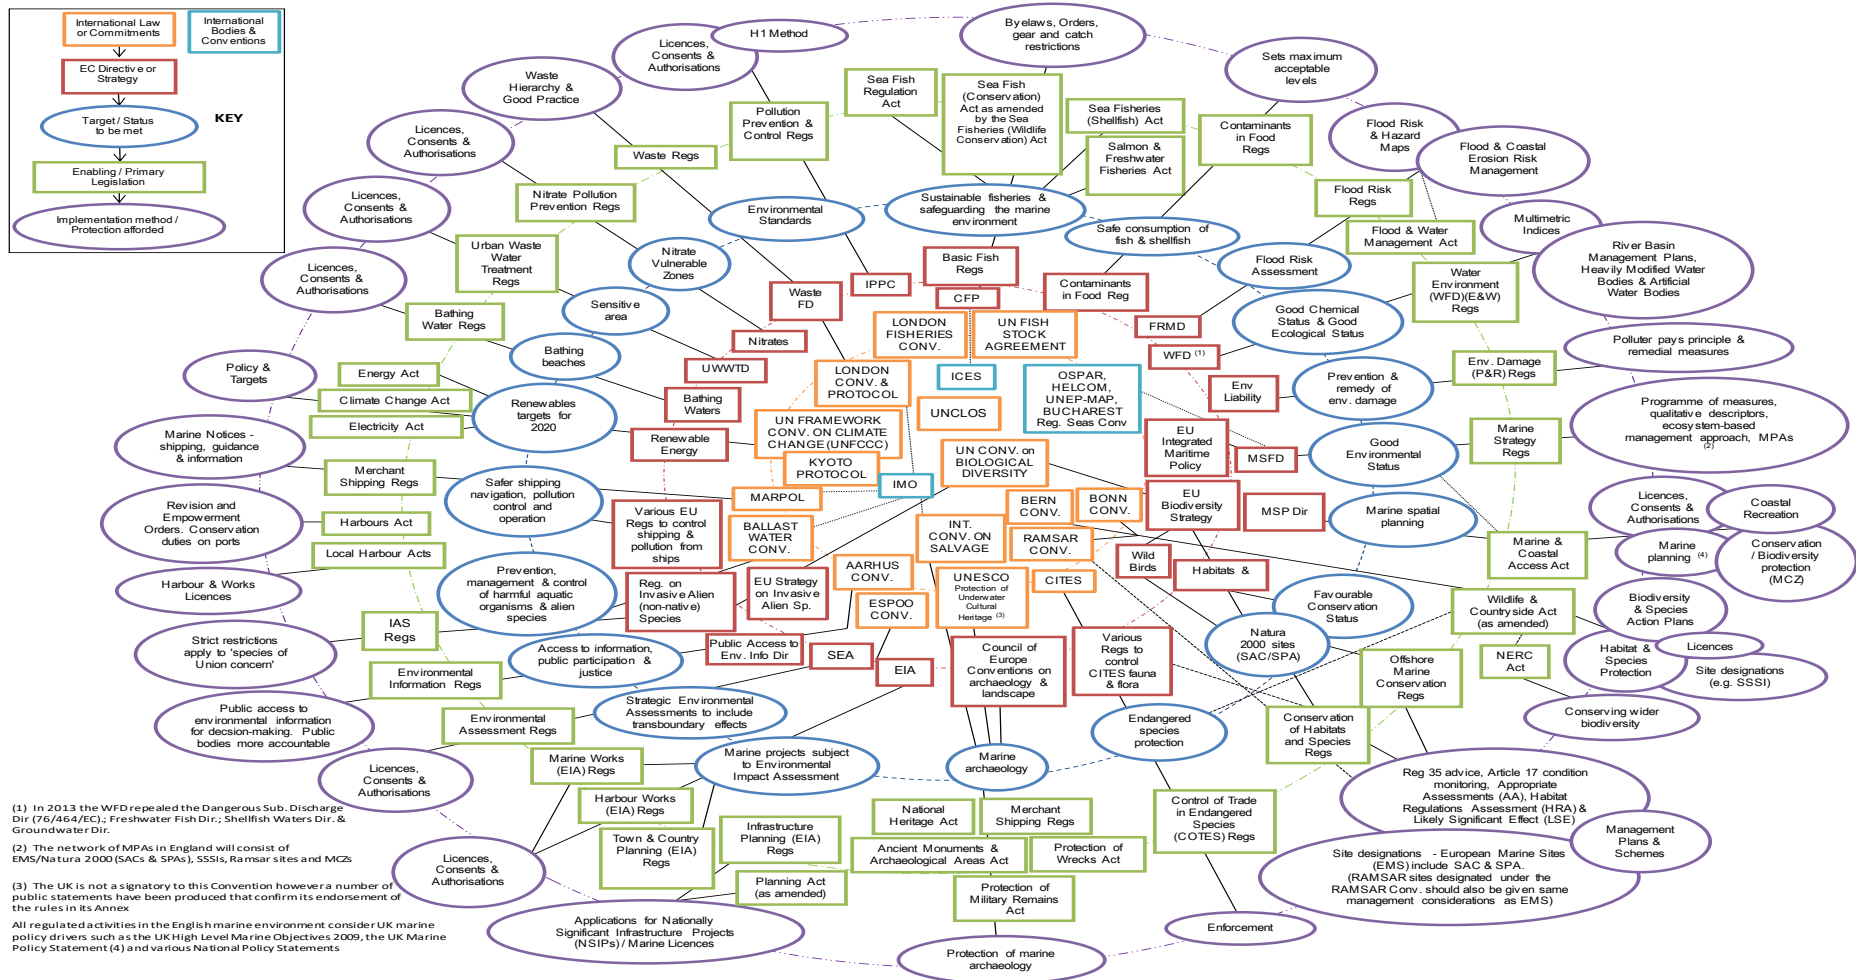 International Law
or Commitments
International
Bodies &
Conventions
EC Directive or
Strategy
Target / Status
to be met
KEY
Enabling / Primary
Legislation
Implementation method /
Protection afforded
H1 Method
Byelaws, Orders,
gear and catch
restrictions
Licences,
Consents &
Authorisations
Sets maximum
acceptable
levels
Waste
Hierarchy &
Good Practice
Sea Fish
Regulation
Act
Sea Fish
(Conservation)
Act as amended
by the Sea
Fisheries (Wildlife
Conservation) Act
Sea Fisheries
(Shellfish) Act
Pollution
Prevention &
Control Regs
Contaminants
in Food
Regs
Flood Risk
& Hazard
Maps
Flood & Coastal
Erosion Risk
Management
Licences,
Consents &
Authorisations
Waste Regs
Salmon &
Freshwater
Fisheries Act
Nitrate Pollution
Prevention Regs
Environmental
Standards
Sustainable fisheries &
safeguarding the marine
environment
Flood Risk
Regs
Multimetric
Indices
Licences,
Consents &
Authorisations
Safe consumption of
fish & shellfish
Flood & Water
Management Act
Urban Waste
Water
Treatment
Regs
Nitrate
Vulnerable
Zones
Basic Fish
Regs
Flood Risk
Assessment
River Basin
Management Plans,
Heavily Modified Water
Bodies & Artificial
Water Bodies
Licences,
Consents &
Authorisations
Waste
FD
IPPC
CFP
Contaminants
in Food Reg
Water
Environment
(WFD)(E&W)
Regs
Sensitive
area
Bathing
Water Regs
LONDON
FISHERIES
CONV.
UN FISH
STOCK
AGREEMENT
FRMD
Good Chemical
Status & Good
Ecological Status
Nitrates
Bathing
beaches
WFD (1)
Polluter pays principle &
remedial measures
Policy &
Targets
Energy Act
UWWTD
LONDON
CONV. &
PROTOCOL
ICES
OSPAR,
HELCOM,
UNEP-MAP,
BUCHAREST
Reg. Seas Conv
Env
Liability
Prevention &
remedy of
env. damage
Env. Damage
(P&R) Regs
Climate Change Act
Renewables
targets for
2020
Bathing
Waters
UNCLOS
Programme of measures,
qualitative descriptors,
ecosystem-based
management approach, MPAs
(2)
Electricity Act
UN FRAMEWORK
CONV. ON CLIMATE
CHANGE (UNFCCC)
EU
Integrated
Maritime
Policy
Marine
Strategy
Regs
Marine Notices -
shipping, guidance
& information
Renewable
Energy
UN CONV. on
BIOLOGICAL
DIVERSITY
MSFD
Good
Environmental
Status
KYOTO
PROTOCOL
Merchant
Shipping Regs
Safer shipping
navigation, pollution
control and
operation
MARPOL
IMO
BERN
CONV.
BONN
CONV.
EU
Biodiversity
Strategy
Licences,
Consents &
Authorisations
Coastal
Recreation
Revision and
Empowerment
Orders. Conservation
duties on ports
Harbours Act
Various EU
Regs to control
shipping &
pollution from
ships
BALLAST
WATER
CONV.
INT.
CONV. ON
SALVAGE
RAMSAR
CONV.
MSP Dir
Marine spatial
planning
Marine &
Coastal
Access Act
Marine
planning (4)
Conservation
/ Biodiversity
protection
(MCZ)
Local Harbour Acts
Wild
Birds
Habitats &
Harbour & Works
Licences
Prevention,
management & control
of harmful aquatic
organisms & alien
species
Reg. on
Invasive Alien
(non-native)
Species
EU Strategy
on Invasive
Alien Sp.
AARHUS
CONV.
UNESCO
Protection of
Underwater
Cultural
Heritage (3)
CITES
Favourable
Conservation
Status
Wildlife &
Countryside Act
(as amended)
Biodiversity
& Species
Action Plans
ESPOO
CONV.
IAS
Regs
Strict restrictions
apply to 'species of
Union concern'
Public Access to
Env. Info Dir
Natura
2000 sites
(SAC/SPA)
Various
Regs to
control
CITES fauna
& flora
Licences
Access to information,
public participation &
justice
SEA
EIA
Council of
Europe
Conventions on
archaeology &
landscape
Offshore
Marine
Conservation
Regs
NERC
Act
Habitat &
Species
Protection
Site designations
(e.g. SSSI)
Environmental
Information Regs
Public access to
environmental information
for decsion-making. Public
bodies more accountable
Environmental
Assessment Regs
Strategic Environmental
Assessments to include
transboundary effects
Endangered
species
protection
Conservation
of Habitats
and Species
Regs
Conserving wider
biodiversity
Marine Works
(EIA) Regs
Marine projects subject
to Environmental
Impact Assessment
Marine
archaeology
Licences,
Consents &
Authorisations
Reg 35 advice, Article 17 condition
monitoring, Appropriate
Assessments (AA), Habitat
Regulations Assessment (HRA) &
Likely Significant Effect (LSE)
Harbour Works
(EIA) Regs
National
Heritage Act
Merchant
Shipping Regs
Control of Trade
in Endangered
Species
(COTES) Regs
Management
Plans &
Schemes
Town & Country
Planning (EIA)
Regs
Infrastructure
Planning (EIA)
Regs
Ancient Monuments &
Archaeological Areas Act
Protection of
Wrecks Act
Licences,
Consents &
Authorisations
Planning Act
(as amended)
Protection of
Military Remains
Act
Site designations - European Marine Sites
(EMS) include SAC & SPA.
(RAMSAR sites designated under the
RAMSAR Conv. should also be given same
management considerations as EMS)
Applications for Nationally
Significant Infrastructure Projects
(NSIPs) / Marine Licences
Enforcement
Protection of marine
archaeology
(1) In 2013 the WFD repealed the Dangerous Sub. Discharge
Dir (76/464/EC).; Freshwater Fish Dir.; Shellfish Waters Dir. &
Groundwater Dir.
(2) The network of MPAs in England will consist of
EMS/Natura 2000 (SACs & SPAs), SSSIs, Ramsar sites and MCZs
(3) The UK is not a signatory to this Convention however a number of
public statements have been produced that confirm its endorsement of
the rules in its Annex
All regulated activities in the English marine environment consider UK marine
policy drivers such as the UK High Level Marine Objectives 2009, the UK Marine
Policy Statement (4) and various National Policy Statements